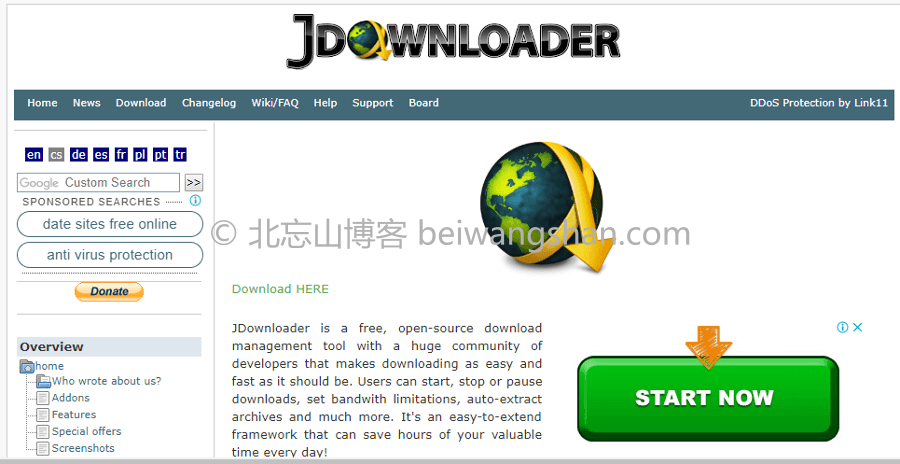 JDOWNLOADER
Home News Download Changelog Wiki/FAQ Help Support Board DDoS Protection by Link11
en cs de es fr pl pt tr
Google Custom Search >>
SPONSORED SEARCHES
date sites free online
anti virus protection
Donate
Overview
home
Who wrote about us?
Addons
Features
Special offers
Screenshots
© 北忘山博客 beiwangshan.com
Download HERE
JDownloader is a free, open-source download
management tool with a huge community of
developers that makes downloading as easy and
fast as it should be. Users can start, stop or pause
downloads, set bandwith limitations, auto-extract
archives and much more. It's an easy-to-extend
framework that can save hours of your valuable
time every day!
START NOW